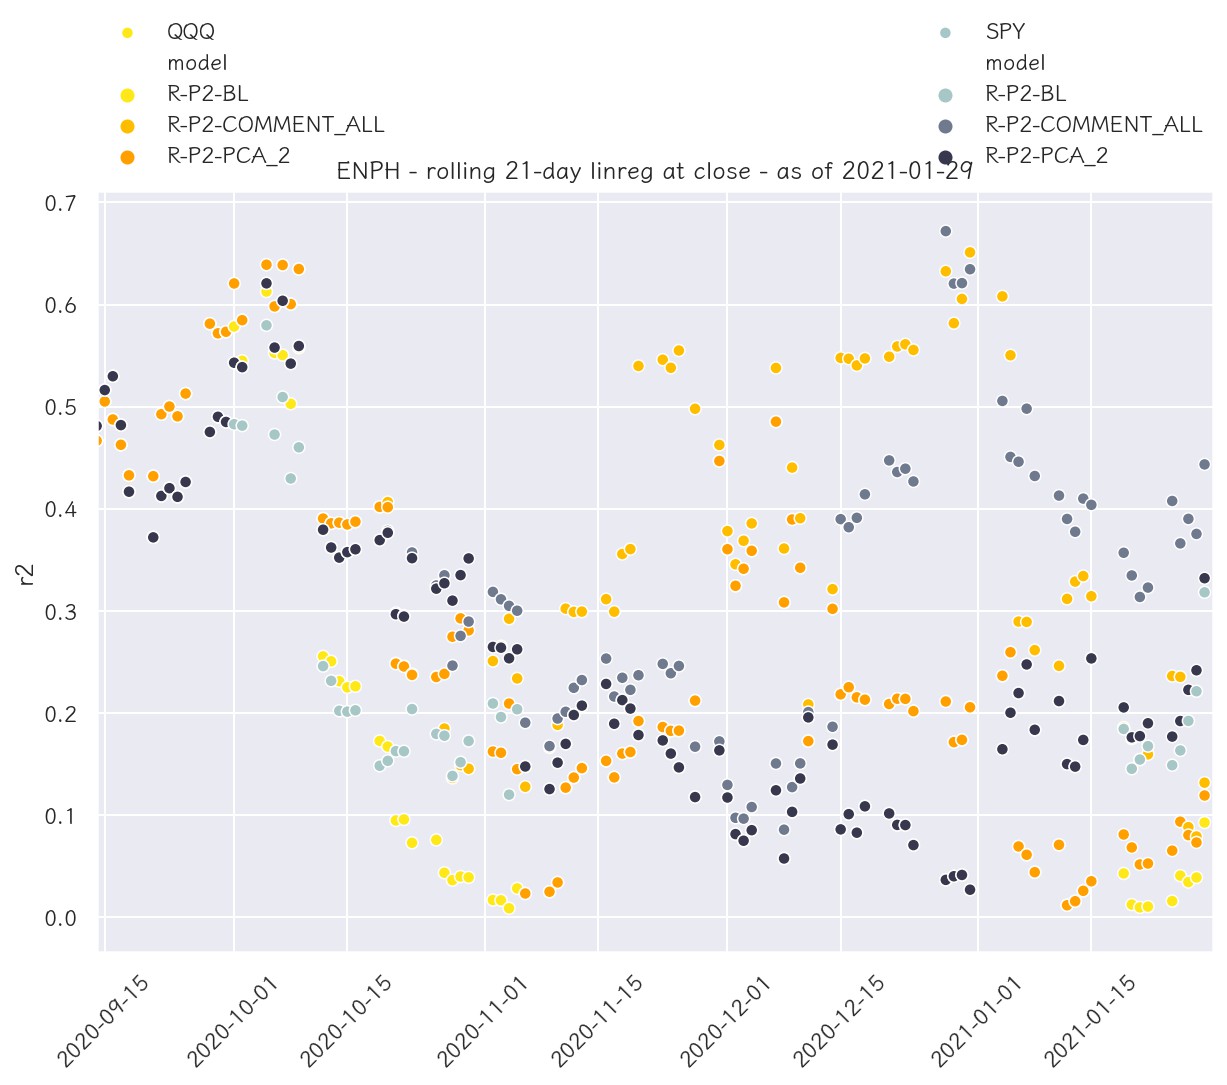 QQQ
model
R-P2-BL
R-P2-COMMENT_ALL
R-P2-PCA_2
SPY
model
R-P2-BL
R-P2-COMMENT_ALL
R-P2-PCA_2
ENPH - rolling 21-day linreg at close - as of 2021-01-29
0.7
0.6
0.5
0.4
0.3
0.2
0.1
0.0
r2
2020-09-15
2020-10-01
2020-10-15
2020-11-01
2020-11-15
2020-12-01
2020-12-15
2021-01-01
2021-01-15